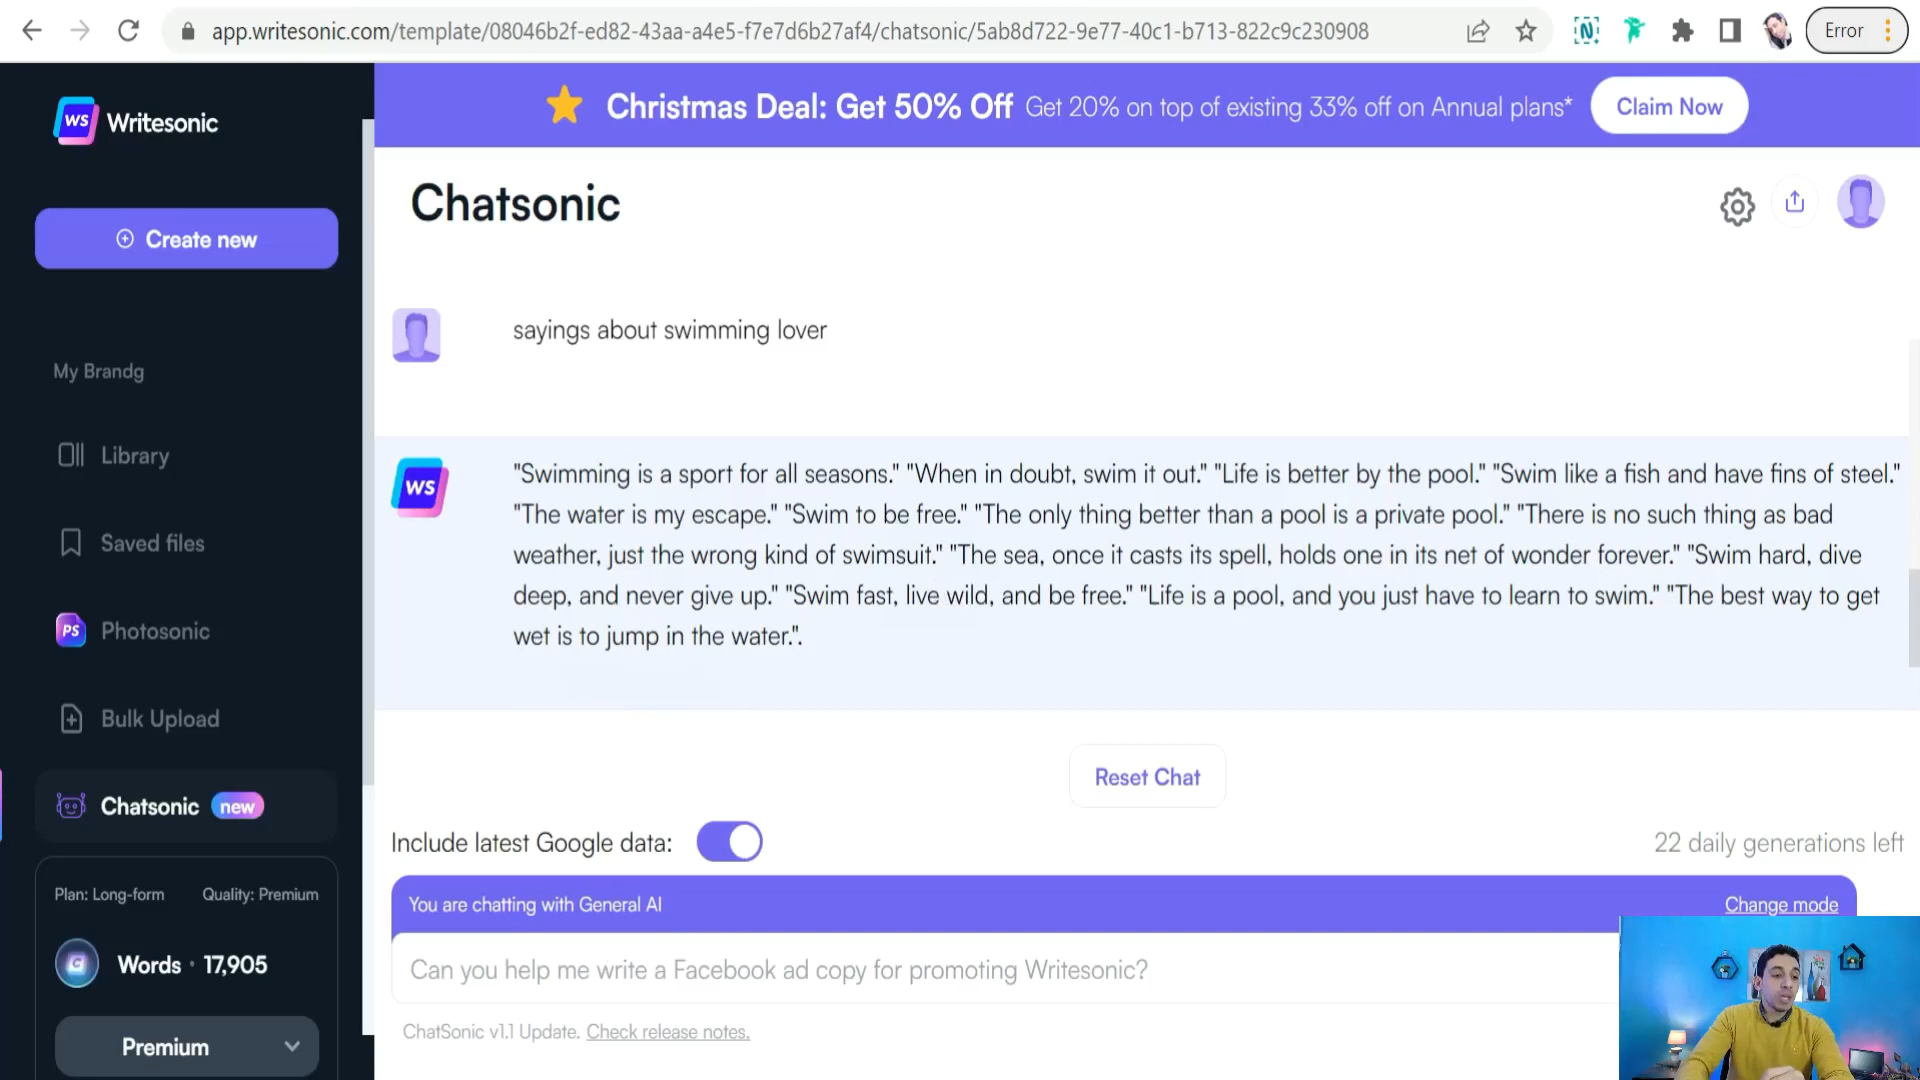 app.writesonic.com/template/08046b2f-ed82-43aa-a4e5-f7e7d6b27af4/chatsonic/5ab8d722-9e77-40c1-b713-822c9c230908
N
Error
WS Writesonic
Christmas Deal: Get 50% Off Get 20% on top of existing 33% off on Annual plans* Claim Now
Chatsonic
Create new
My Brandg
Library
Saved files
PS Photosonic
Bulk Upload
Chatsonic new
Plan: Long-form Quality: Premium
Words · 17,905
Premium
sayings about swimming lover
WS
"Swimming is a sport for all seasons." "When in doubt, swim it out." "Life is better by the pool." "Swim like a fish and have fins of steel."
"The water is my escape." "Swim to be free." "The only thing better than a pool is a private pool." "There is no such thing as bad
weather, just the wrong kind of swimsuit." "The sea, once it casts its spell, holds one in its net of wonder forever." "Swim hard, dive
deep, and never give up." "Swim fast, live wild, and be free." "Life is a pool, and you just have to learn to swim." "The best way to get
wet is to jump in the water.".
Reset Chat
Include latest Google data:
22 daily generations left
You are chatting with General AI
Change mode
Can you help me write a Facebook ad copy for promoting Writesonic?
ChatSonic v1.1 Update. Check release notes.